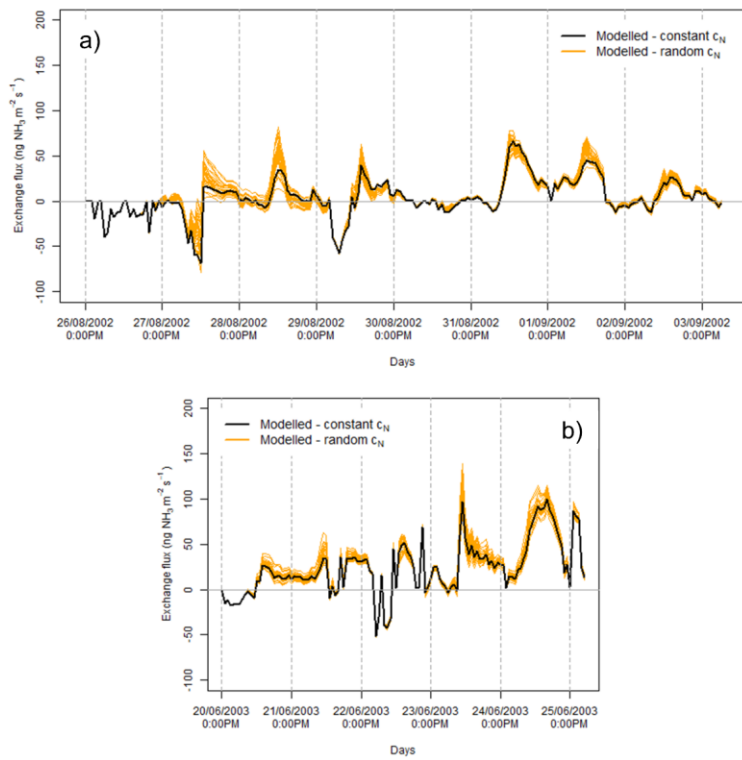 a)
Modelled - constant cN
Modelled - random cN
Exchange flux (ng NH3 m−2 s−1)
200
150
100
50
0
-50
-100
26/08/2002 27/08/2002 28/08/2002 29/08/2002 30/08/2002 31/08/2002 01/09/2002 02/09/2002 03/09/2002
0:00PM 0:00PM 0:00PM 0:00PM 0:00PM 0:00PM 0:00PM 0:00PM 0:00PM
Days
b)
Modelled - constant cN
Modelled - random cN
Exchange flux (ng NH3 m−2 s−1)
200
150
100
50
0
-50
-100
20/06/2003 21/06/2003 22/06/2003 23/06/2003 24/06/2003 25/06/2003
0:00PM 0:00PM 0:00PM 0:00PM 0:00PM 0:00PM
Days